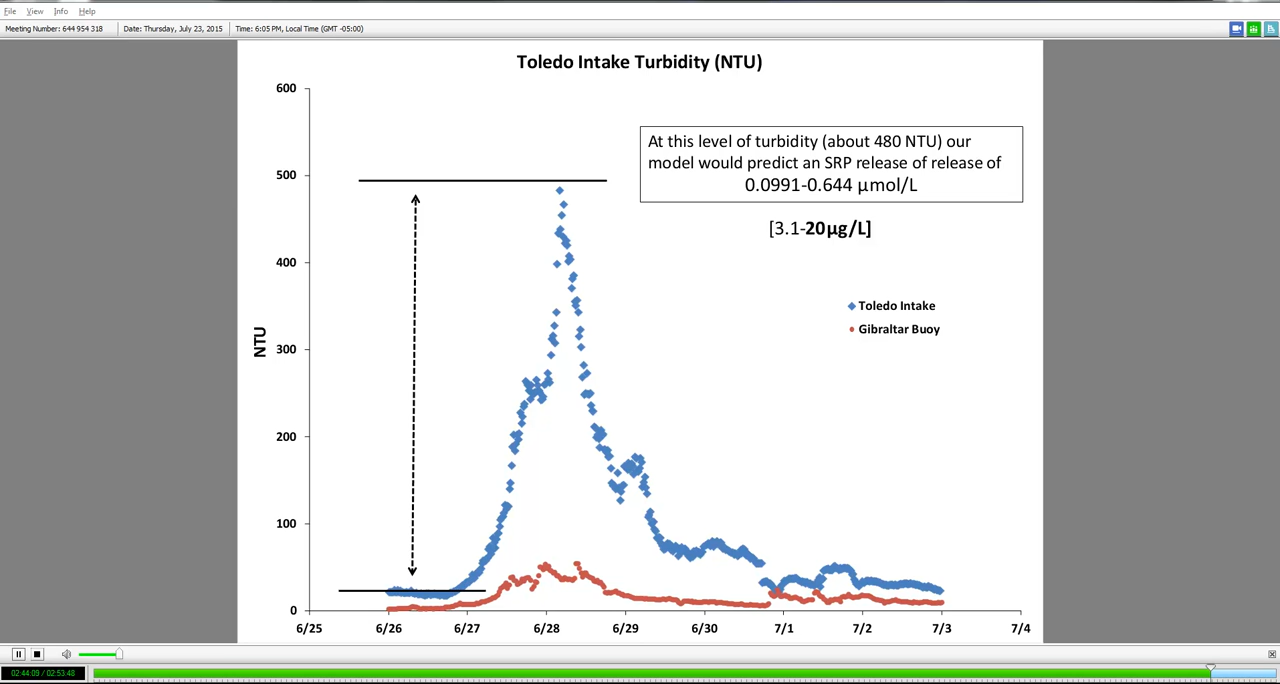 File View Info Help
Meeting Number: 644 954 318 Date: Thursday, July 23, 2015 Time: 6:05 PM, Local Time (GMT -05:00)
Toledo Intake Turbidity (NTU)
600
At this level of turbidity (about 480 NTU) our
model would predict an SRP release of release of
0.0991-0.644 µmol/L
500
[3.1-20µg/L]
400
Toledo Intake
Gibraltar Buoy
NTU
300
200
100
0
6/25 6/26 6/27 6/28 6/29 6/30 7/1 7/2 7/3 7/4
02:44:09 / 02:53:48